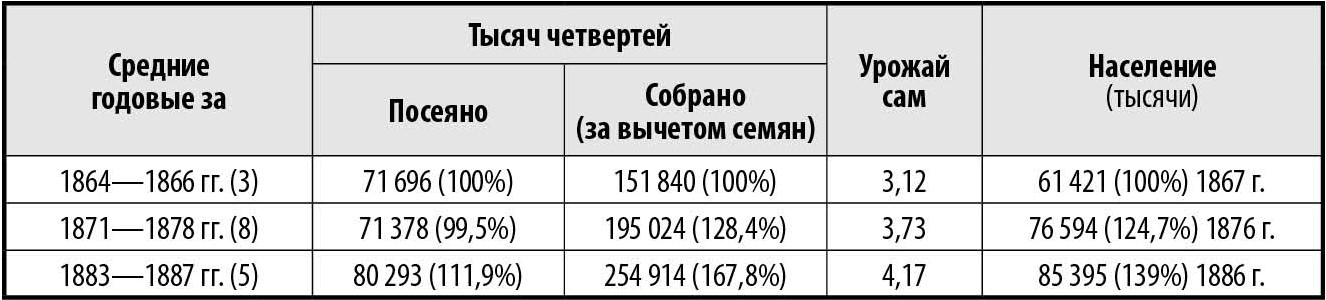 Средние годовые за | Тысяч четвертей | Урожай сам | Население (тысячи)
Посеяно | Собрано (за вычетом семян)
1864—1866 гг. (3) | 71 696 (100%) | 151 840 (100%) | 3,12 | 61 421 (100%) 1867 г.
1871—1878 гг. (8) | 71 378 (99,5%) | 195 024 (128,4%) | 3,73 | 76 594 (124,7%) 1876 г.
1883—1887 гг. (5) | 80 293 (111,9%) | 254 914 (167,8%) | 4,17 | 85 395 (139%) 1886 г.